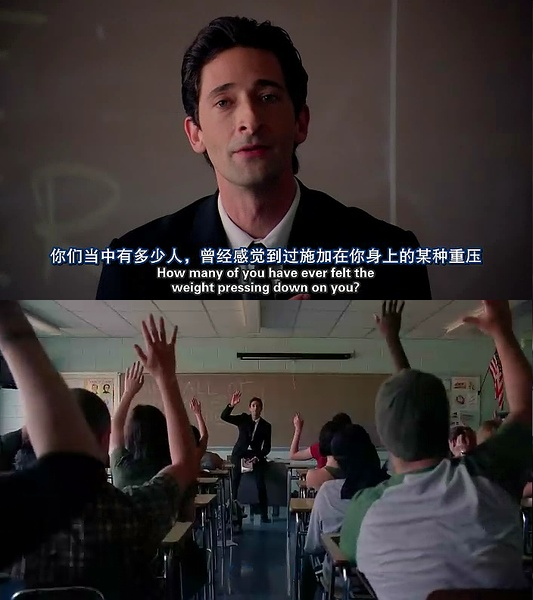 你们当中有多少人，曾经感觉到过施加在你身上的某种重压
How many of you have ever felt the
weight pressing down on you?
ALL OF